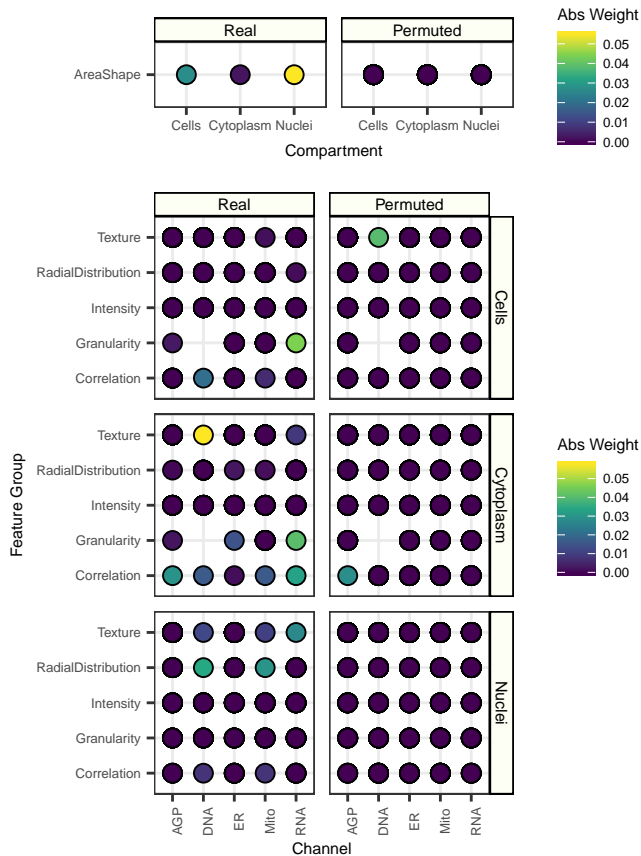 Real Permuted
AreaShape
Cells Cytoplasm Nuclei Cells Cytoplasm Nuclei
Compartment
Abs Weight
0.05
0.04
0.03
0.02
0.01
0.00
Real Permuted
Feature Group
Texture
RadialDistribution
Intensity
Granularity
Correlation
Cells
Texture
RadialDistribution
Intensity
Granularity
Correlation
Cytoplasm
Texture
RadialDistribution
Intensity
Granularity
Correlation
Nuclei
AGP DNA ER Mito RNA AGP DNA ER Mito RNA
Channel
Abs Weight
0.05
0.04
0.03
0.02
0.01
0.00